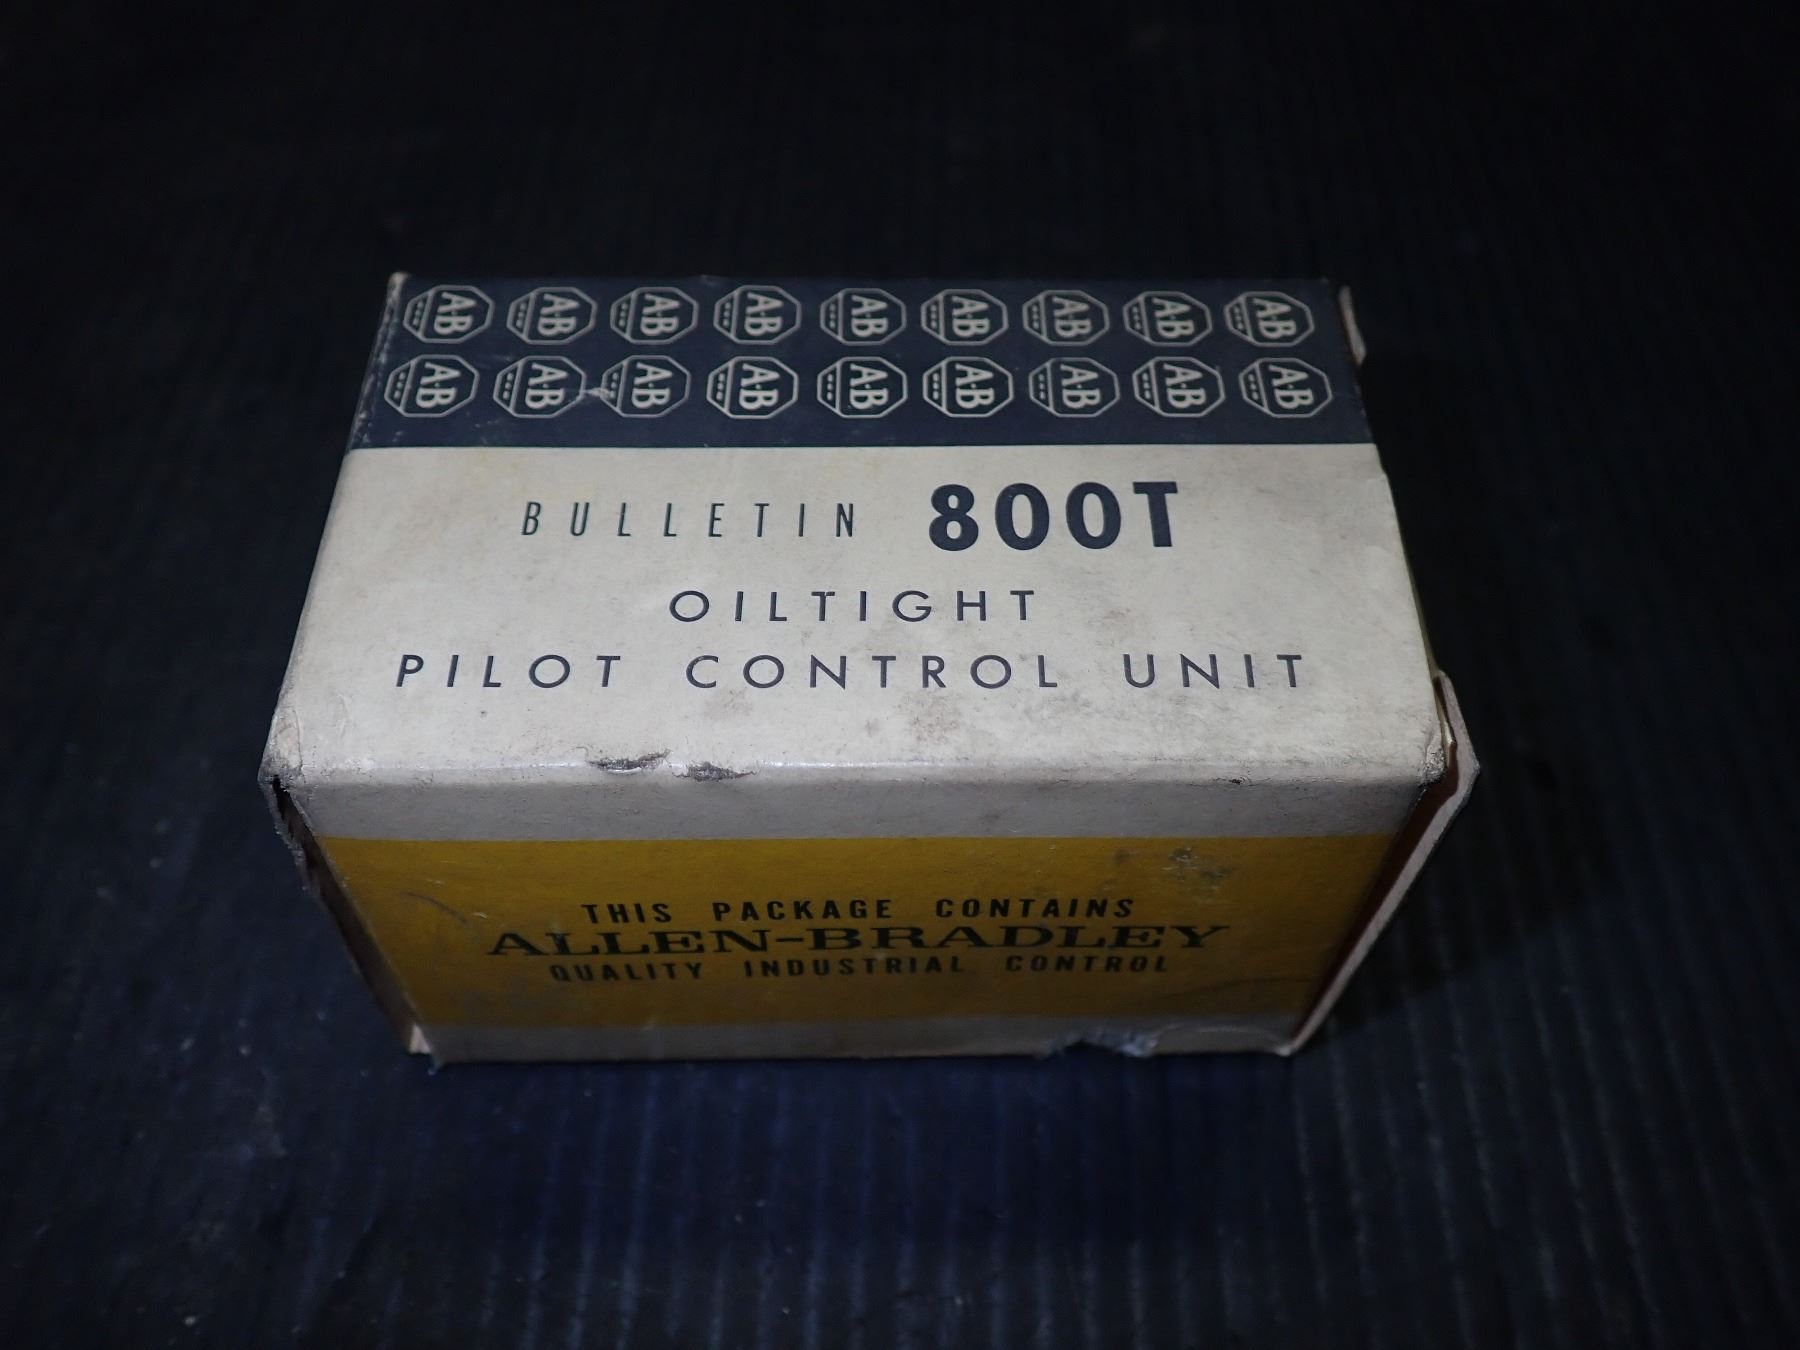 A-B A-B A-B A-B A-B A-B A-B A-B A-B
A-B A-B A-B A-B A-B A-B A-B A-B A-B
BULLETIN 800T
OILTIGHT
PILOT CONTROL UNIT
THIS PACKAGE CONTAINS
ALLEN-BRADLEY
QUALITY INDUSTRIAL CONTROL